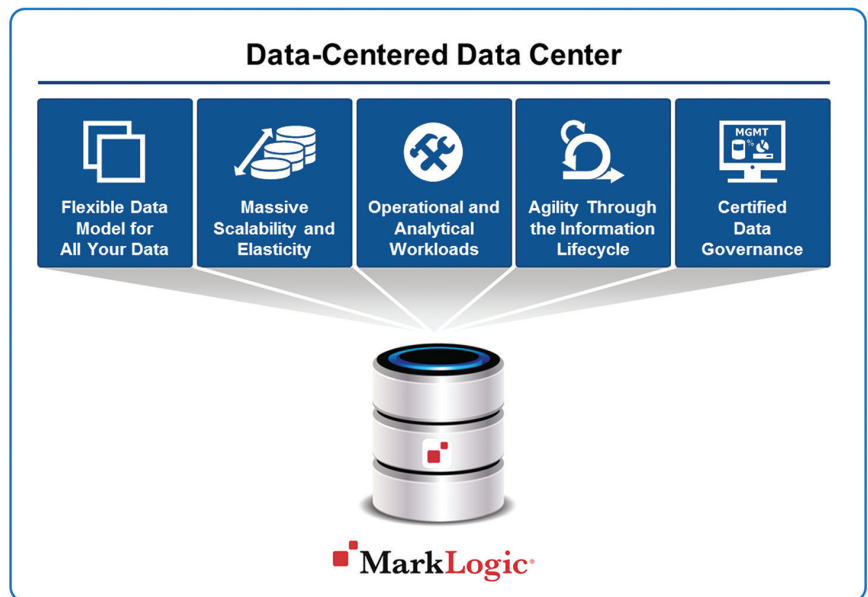 Data-Centered Data Center
Flexible Data
Model for
All Your Data
Massive
Scalability and
Elasticity
Operational and
Analytical
Workloads
Agility Through
the Information
Lifecycle
MGMT
%
Certified
Data
Governance
MarkLogic®